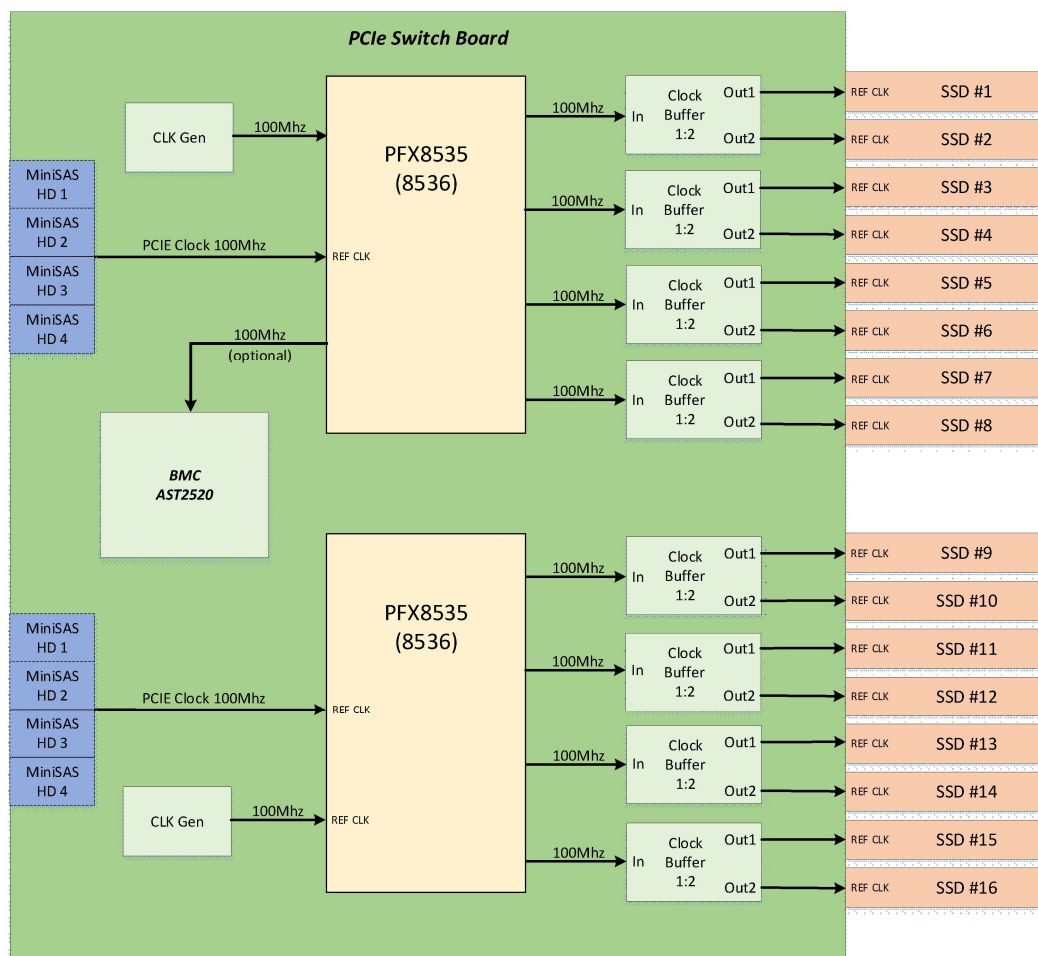 PCIe Switch Board
CLK Gen
100Mhz
MiniSAS
HD 1
MiniSAS
HD 2
MiniSAS
HD 3
MiniSAS
HD 4
PCIE Clock 100Mhz
REF CLK
PFX8535
(8536)
100Mhz
(optional)
BMC
AST2520
100Mhz
In
Clock
Buffer
1:2
Out1
Out2
100Mhz
In
Clock
Buffer
1:2
Out1
Out2
100Mhz
In
Clock
Buffer
1:2
Out1
Out2
100Mhz
In
Clock
Buffer
1:2
Out1
Out2
REF CLK SSD #1
REF CLK SSD #2
REF CLK SSD #3
REF CLK SSD #4
REF CLK SSD #5
REF CLK SSD #6
REF CLK SSD #7
REF CLK SSD #8
MiniSAS
HD 1
MiniSAS
HD 2
MiniSAS
HD 3
MiniSAS
HD 4
PCIE Clock 100Mhz
REF CLK
CLK Gen
100Mhz
REF CLK
PFX8535
(8536)
100Mhz
In
Clock
Buffer
1:2
Out1
Out2
100Mhz
In
Clock
Buffer
1:2
Out1
Out2
100Mhz
In
Clock
Buffer
1:2
Out1
Out2
100Mhz
In
Clock
Buffer
1:2
Out1
Out2
REF CLK SSD #9
REF CLK SSD #10
REF CLK SSD #11
REF CLK SSD #12
REF CLK SSD #13
REF CLK SSD #14
REF CLK SSD #15
REF CLK SSD #16